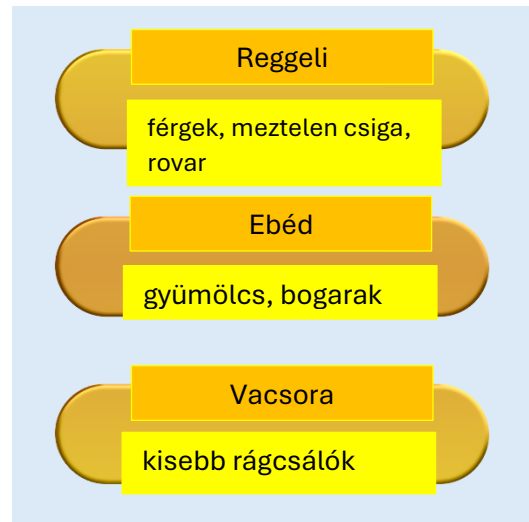 Reggeli
férgek, meztelen csiga,
rovar
Ebéd
gyümölcs, bogarak
Vacsora
kisebb rágcsálók